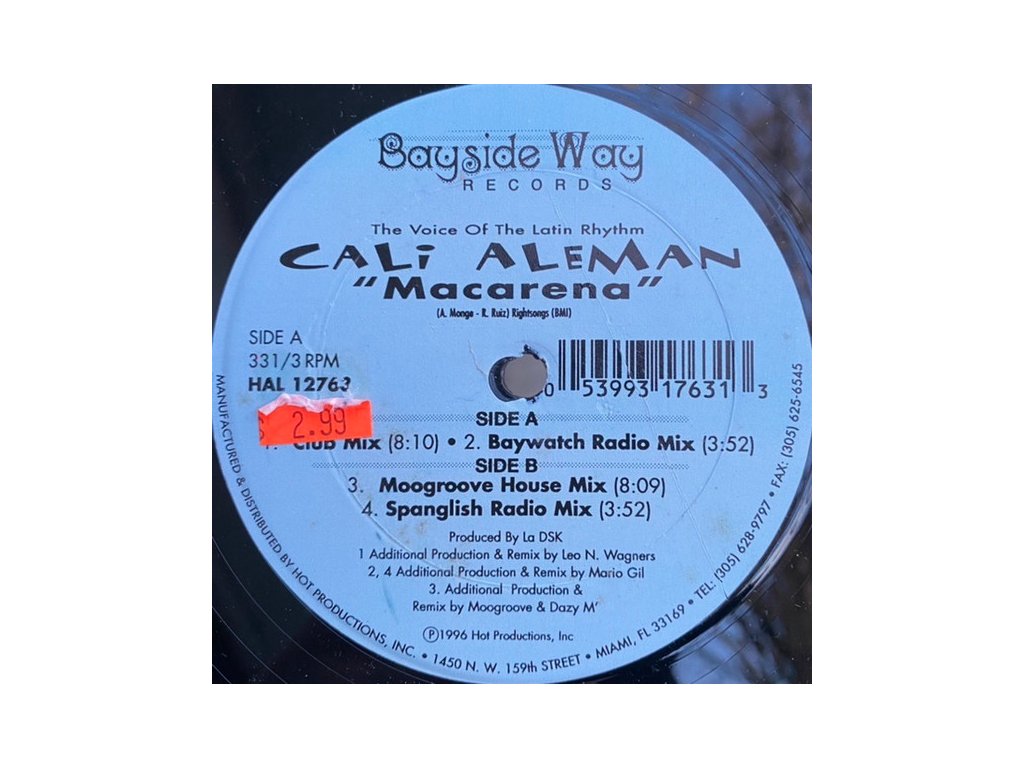 Bayside Way
RECORDS
The Voice Of The Latin Rhythm
CALi ALEMAN
"Macarena"
(A. Monge - R. Ruiz) Rightsongs (BMI)
SIDE A
331/3 RPM
HAL 12763
0 53993 17631 3
$ 2.99
SIDE A
1. Club Mix (8:10) • 2. Baywatch Radio Mix (3:52)
SIDE B
3. Moogroove House Mix (8:09)
4. Spanglish Radio Mix (3:52)
Produced By La DSK
1 Additional Production & Remix by Leo N. Wagners
2, 4 Additional Production & Remix by Mario Gil
3. Additional Production &
Remix by Moogroove & Dazy M'
Ⓟ1996 Hot Productions, Inc
MANUFACTURED & DISTRIBUTED BY HOT PRODUCTIONS, INC. • 1450 N. W. 159th STREET • MIAMI, FL 33169 • TEL: (305) 628-9797 • FAX: (305) 625-6545